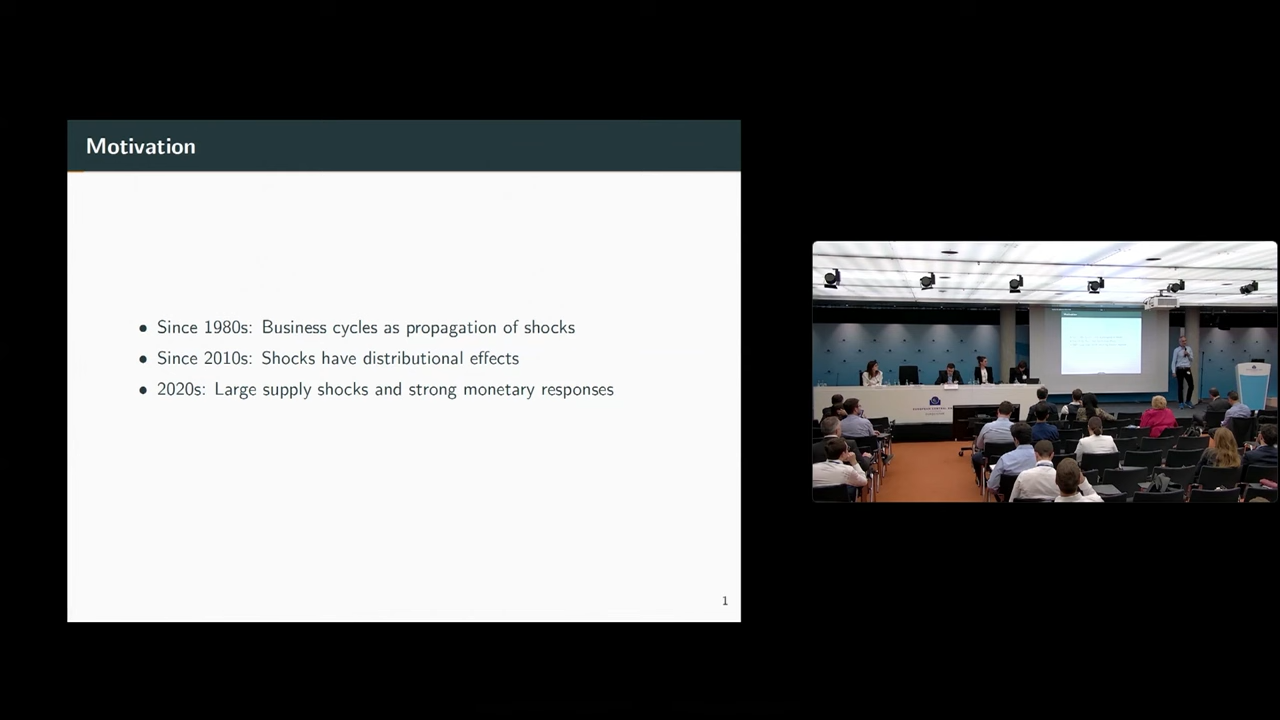 Motivation
• Since 1980s: Business cycles as propagation of shocks
• Since 2010s: Shocks have distributional effects
• 2020s: Large supply shocks and strong monetary responses
1